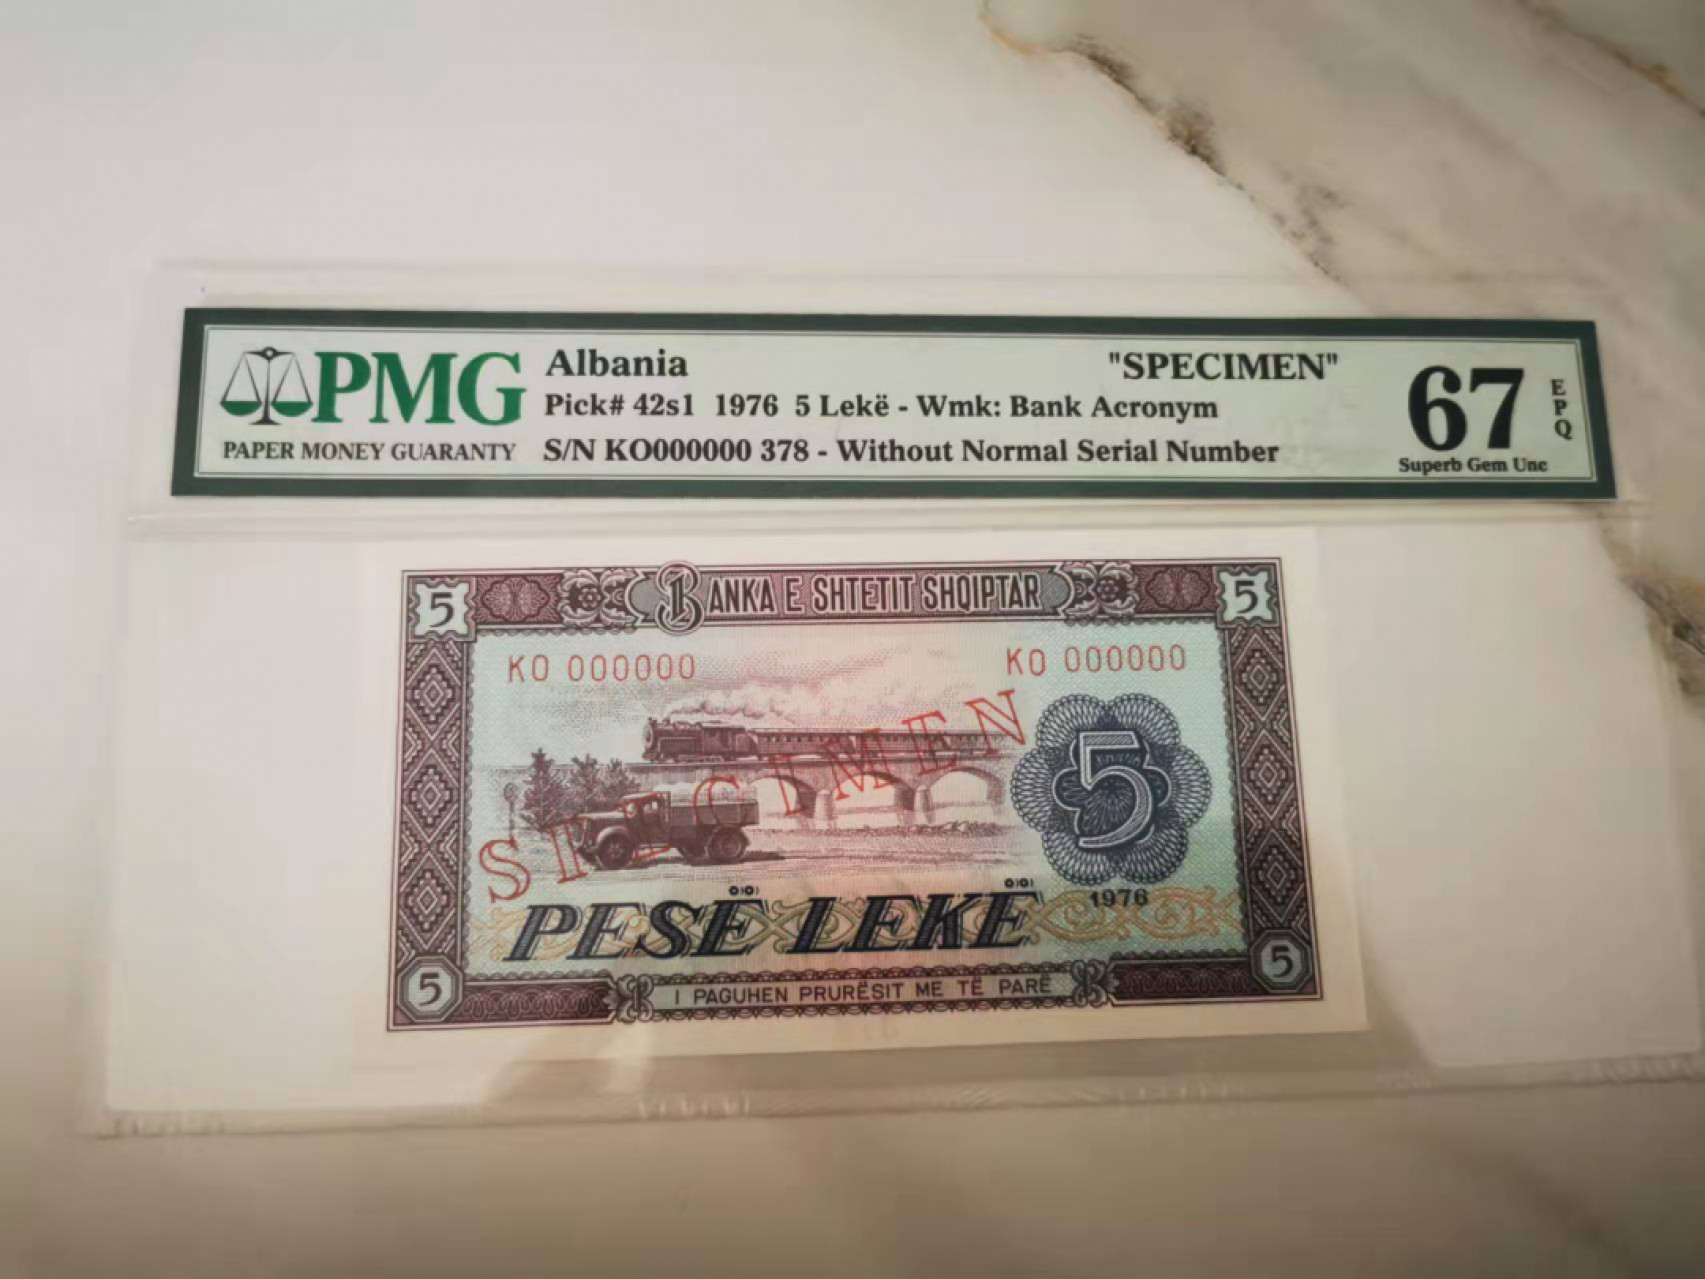 PMG
PAPER MONEY GUARANTY
Albania "SPECIMEN"
Pick# 42s1 1976 5 Lekë - Wmk: Bank Acronym
S/N KO000000 378 - Without Normal Serial Number
67 EPQ
Superb Gem Unc
5 BANKA E SHTETIT SHQIPTAR 5
KO 000000 KO 000000
SPECIMEN
5
1976
PESË LEKË
5 I PAGUHEN PRURËSIT ME TË PARË 5